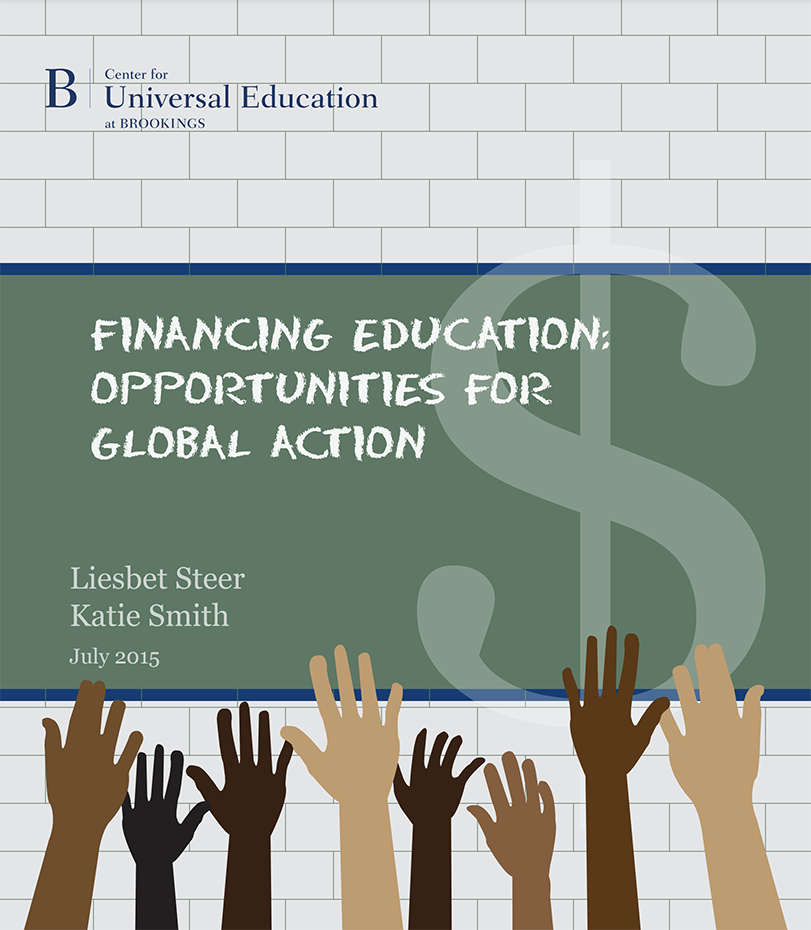 B
Center for
Universal Education
at BROOKINGS
FINANCING EDUCATION:
OPPORTUNITIES FOR
GLOBAL ACTION
$
Liesbet Steer
Katie Smith
July 2015